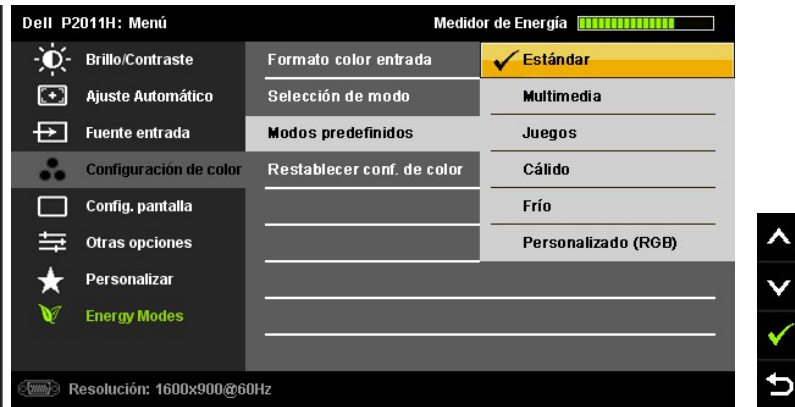 Dell P2011H: Menú
Medidor de Energía
Brillo/Contraste
Ajuste Automático
Fuente entrada
Configuración de color
Config. pantalla
Otras opciones
Personalizar
Energy Modes
Formato color entrada
Selección de modo
Modos predefinidos
Restablecer conf. de color
Estándar
Multimedia
Juegos
Cálido
Frío
Personalizado (RGB)
Resolución: 1600x900@60Hz